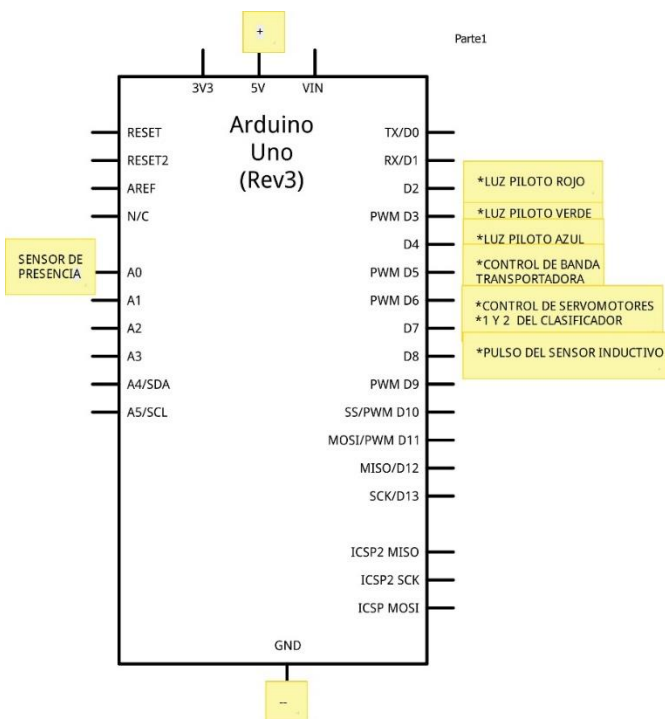 +
Parte1
3V3 5V VIN
Arduino
Uno
(Rev3)
RESET
RESET2
AREF
N/C
SENSOR DE
PRESENCIA
A0
A1
A2
A3
A4/SDA
A5/SCL
TX/D0
RX/D1
D2
PWM D3
D4
PWM D5
PWM D6
D7
D8
PWM D9
SS/PWM D10
MOSI/PWM D11
MISO/D12
SCK/D13
ICSP2 MISO
ICSP2 SCK
ICSP MOSI
*LUZ PILOTO ROJO
*LUZ PILOTO VERDE
*LUZ PILOTO AZUL
*CONTROL DE BANDA
TRANSPORTADORA
*CONTROL DE SERVOMOTORES
*1 Y 2 DEL CLASIFICADOR
*PULSO DEL SENSOR INDUCTIVO
GND
--